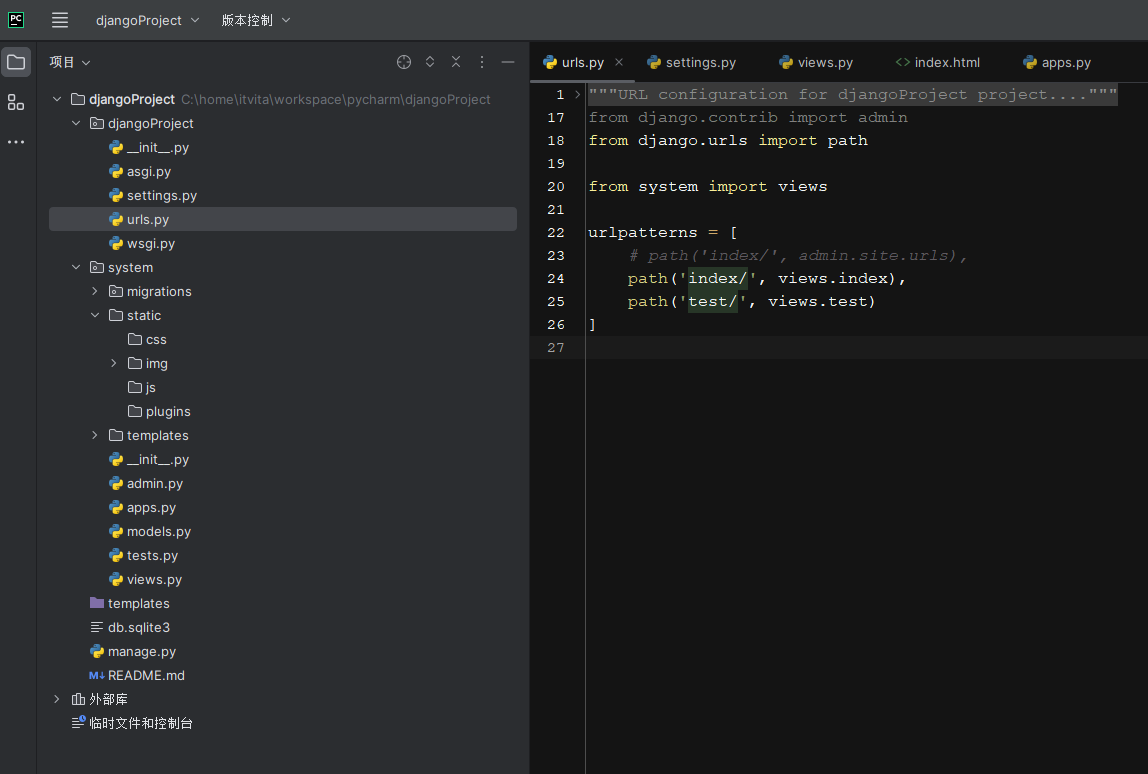 PC djangoProject 版本控制
项目
djangoProject C:\home\itvita\workspace\pycharm\djangoProject
djangoProject
__init__.py
asgi.py
settings.py
urls.py
wsgi.py
system
migrations
static
css
img
js
plugins
templates
__init__.py
admin.py
apps.py
models.py
tests.py
views.py
templates
db.sqlite3
manage.py
M↓ README.md
外部库
临时文件和控制台
urls.py settings.py views.py <> index.html apps.py
1 """URL configuration for djangoProject project...."""
17 from django.contrib import admin
18 from django.urls import path
19
20 from system import views
21
22 urlpatterns = [
23 # path('index/', admin.site.urls),
24 path('index/', views.index),
25 path('test/', views.test)
26 ]
27